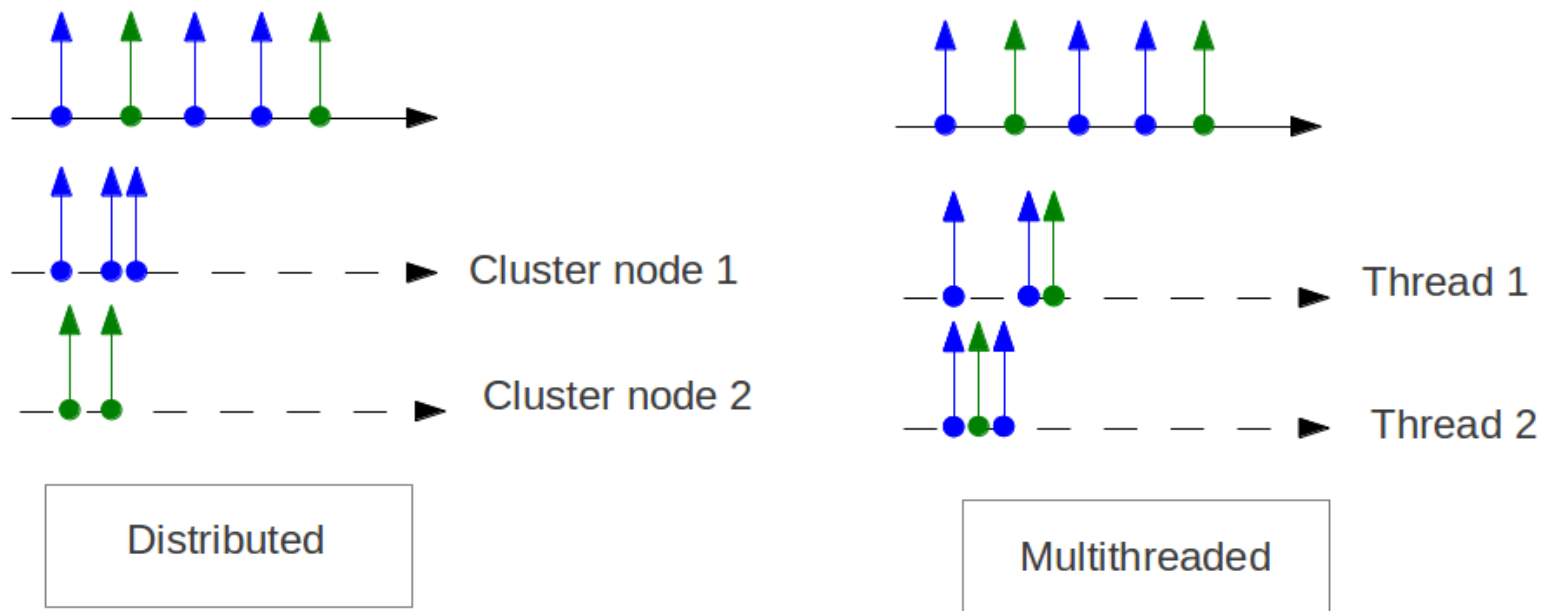 Cluster node 1
Cluster node 2
Distributed
Thread 1
Thread 2
Multithreaded